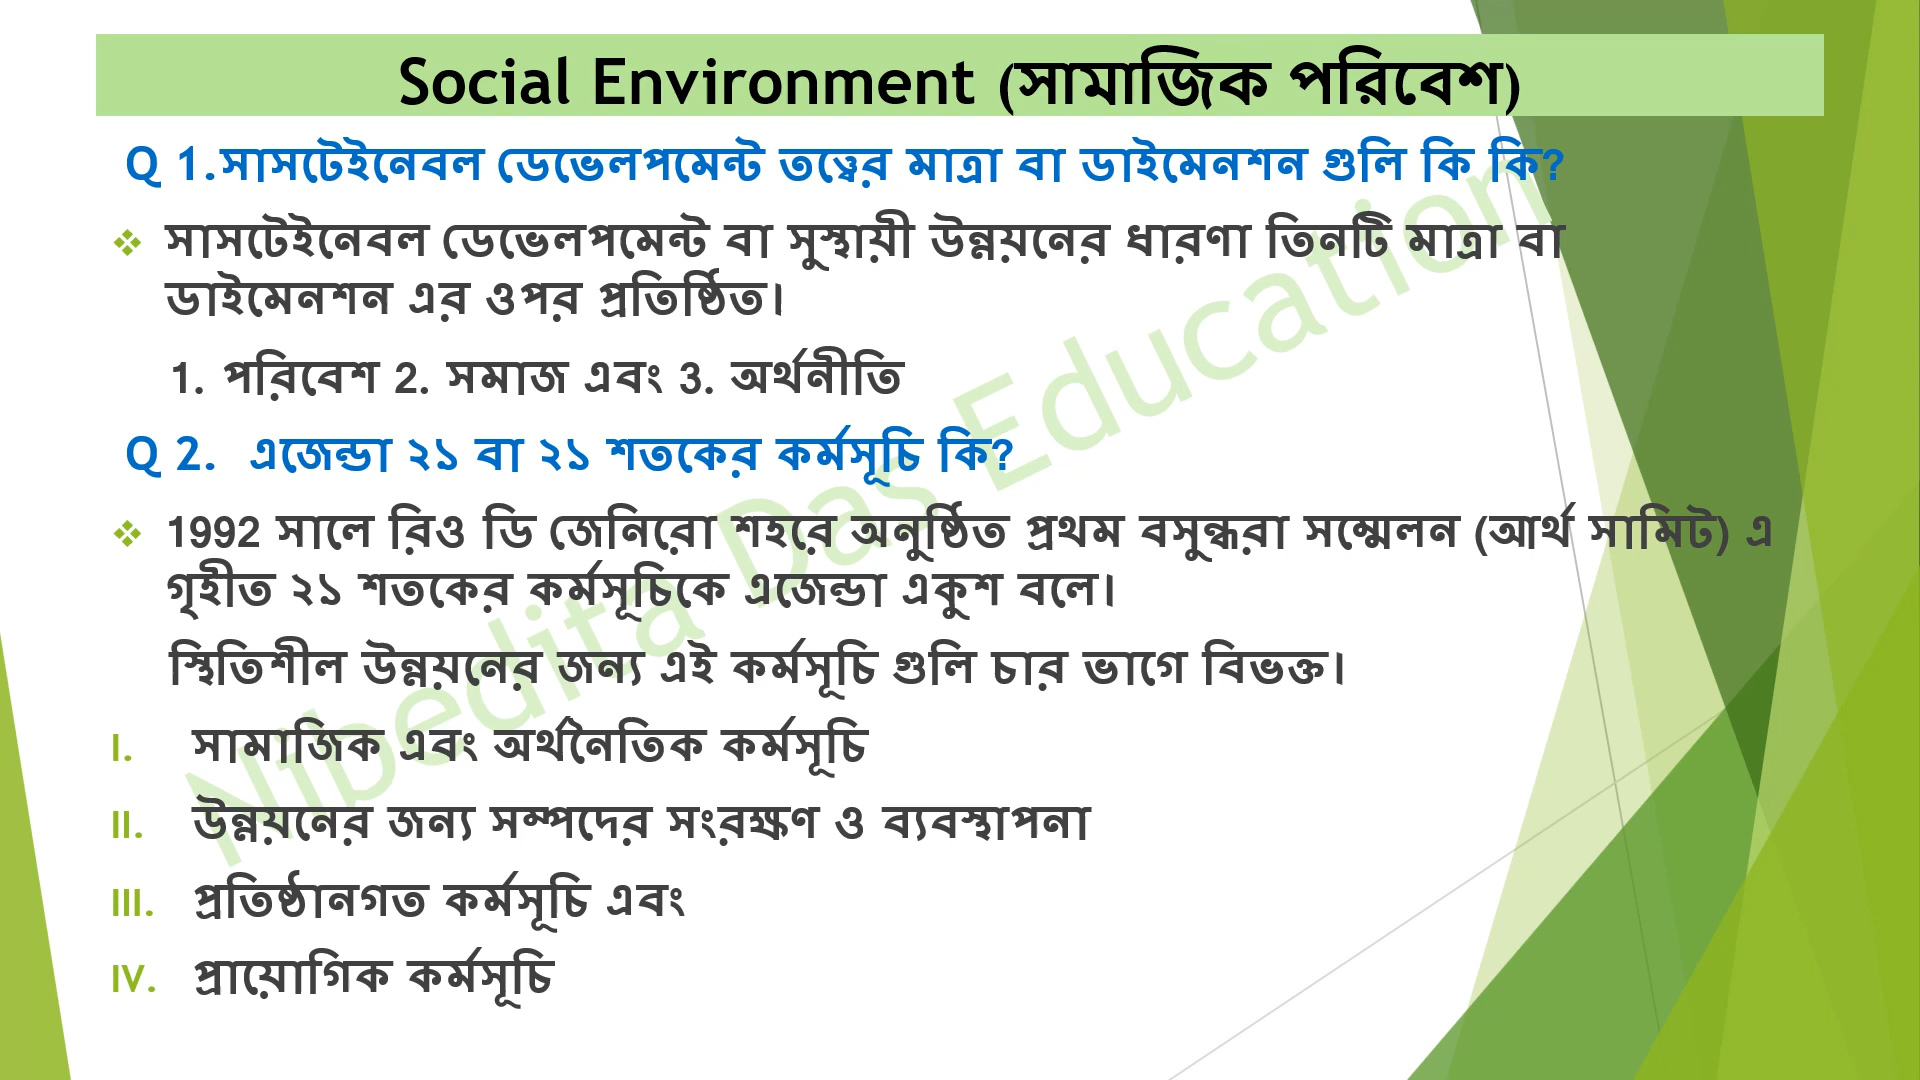 Social Environment (সামাজিক পরিবেশ)
Q 1.সাসটেইনেবল ডেভেলপমেন্ট তত্ত্বের মাত্রা বা ডাইমেনশন গুলি কি কি?
❖ সাসটেইনেবল ডেভেলপমেন্ট বা সুস্থায়ী উন্নয়নের ধারণা তিনটি মাত্রা বা
ডাইমেনশন এর ওপর প্রতিষ্ঠিত।
1. পরিবেশ 2. সমাজ এবং 3. অর্থনীতি
Q 2. এজেন্ডা ২১ বা ২১ শতকের কর্মসূচি কি?
❖ 1992 সালে রিও ডি জেনিরো শহরে অনুষ্ঠিত প্রথম বসুন্ধরা সম্মেলন (আর্থ সামিট) এ
গৃহীত ২১ শতকের কর্মসূচিকে এজেন্ডা একুশ বলে।
স্থিতিশীল উন্নয়নের জন্য এই কর্মসূচি গুলি চার ভাগে বিভক্ত।
I. সামাজিক এবং অর্থনৈতিক কর্মসূচি
II. উন্নয়নের জন্য সম্পদের সংরক্ষণ ও ব্যবস্থাপনা
III. প্রতিষ্ঠানগত কর্মসূচি এবং
IV. প্রায়োগিক কর্মসূচি
Nibedita Das Education